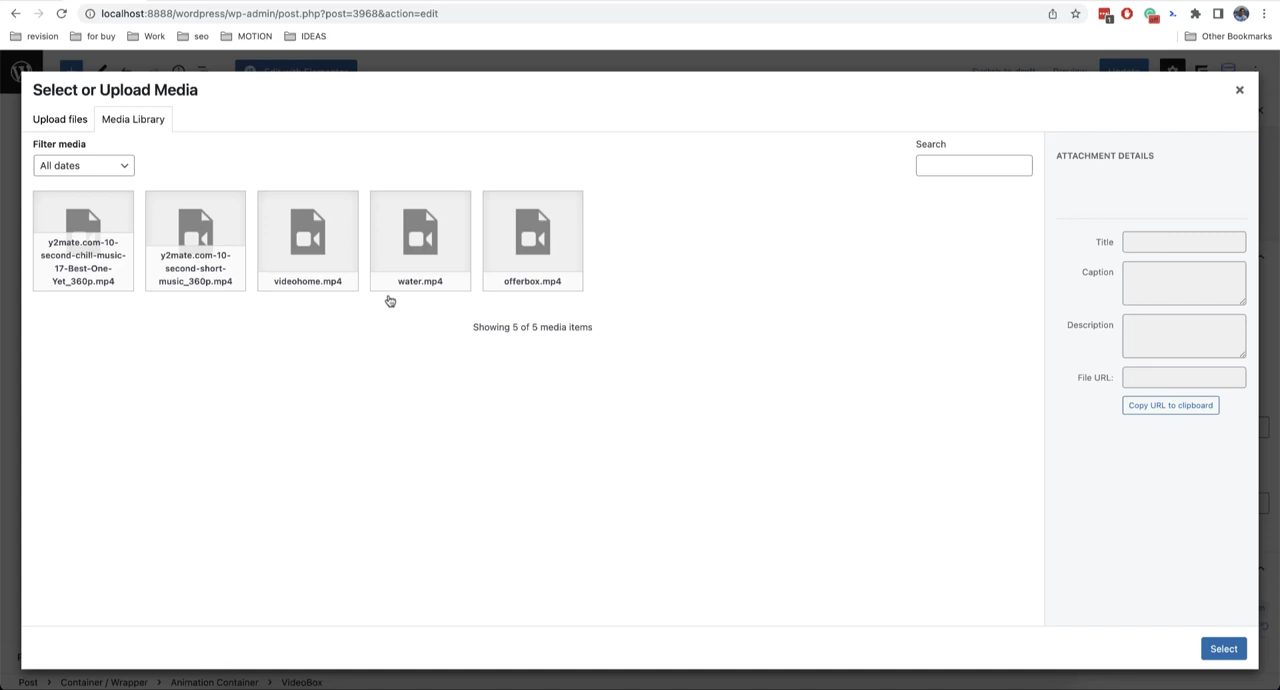 localhost:8888/wordpress/wp-admin/post.php?post=3968&action=edit
revision for buy Work seo MOTION IDEAS Other Bookmarks
Select or Upload Media
Upload files Media Library
Filter media
All dates
Search
y2mate.com-10-
second-chill-music-
17-Best-One-
Yet_360p.mp4
y2mate.com-10-
second-short-
music_360p.mp4
videohome.mp4
water.mp4
offerbox.mp4
Showing 5 of 5 media items
ATTACHMENT DETAILS
Title
Caption
Description
File URL:
Copy URL to clipboard
Select
Post > Container / Wrapper > Animation Container > VideoBox